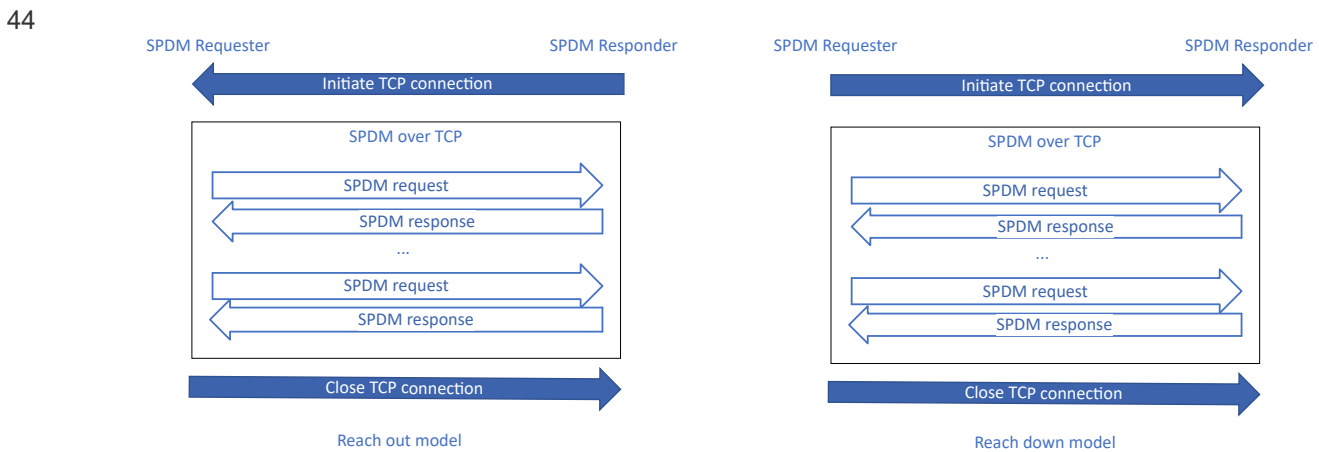 44
SPDM Requester SPDM Responder
Initiate TCP connection
SPDM over TCP
SPDM request
SPDM response
...
SPDM request
SPDM response
Close TCP connection
Reach out model
SPDM Requester SPDM Responder
Initiate TCP connection
SPDM over TCP
SPDM request
SPDM response
...
SPDM request
SPDM response
Close TCP connection
Reach down model